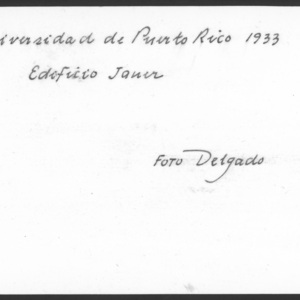 iversidad de Puerto Rico 1933
Edeficio Janer
Foto Delgado